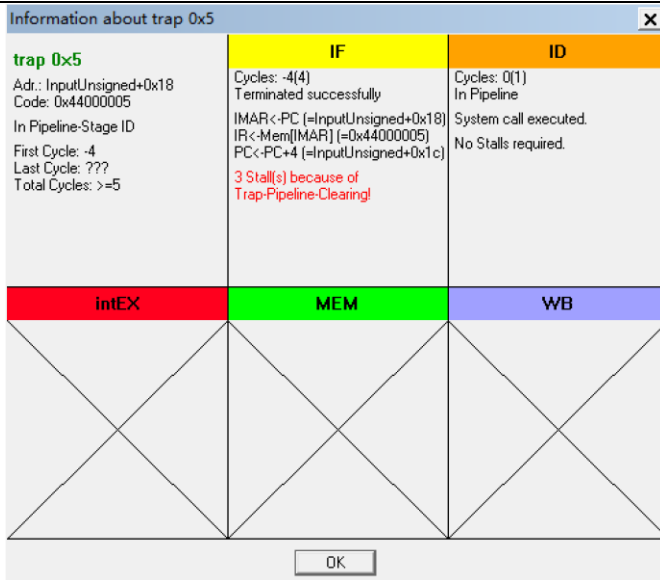 Information about trap 0x5
trap 0x5
Adr.: InputUnsigned+0x18
Code: 0x44000005
In Pipeline-Stage ID
First Cycle: -4
Last Cycle: ???
Total Cycles: >=5
IF
Cycles: -4(4)
Terminated successfully
IMAR<-PC (=InputUnsigned+0x18)
IR<-Mem[IMAR] (=0x44000005)
PC<-PC+4 (=InputUnsigned+0x1c)
3 Stall(s) because of
Trap-Pipeline-Clearing!
ID
Cycles: 0(1)
In Pipeline
System call executed.
No Stalls required.
intEX
MEM
WB
OK